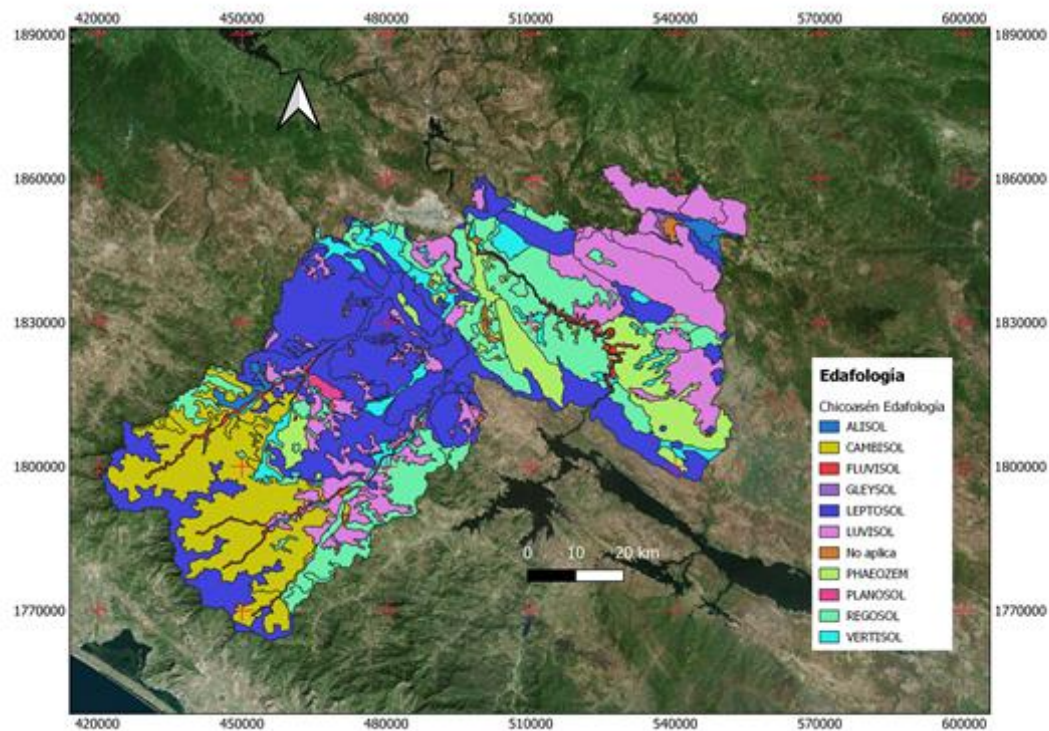 420000 450000 480000 510000 540000 570000 600000
1890000 1890000
1860000 1860000
1830000 1830000
1800000 1800000
1770000 1770000
Edafología
Chicoasén Edafología
ALISOL
CAMBISOL
FLUVISOL
GLEYSOL
LEPTOSOL
LUVISOL
No aplica
PHAEOZEM
PLANOSOL
REGOSOL
VERTISOL
0 10 20 km
420000 450000 480000 510000 540000 570000 600000